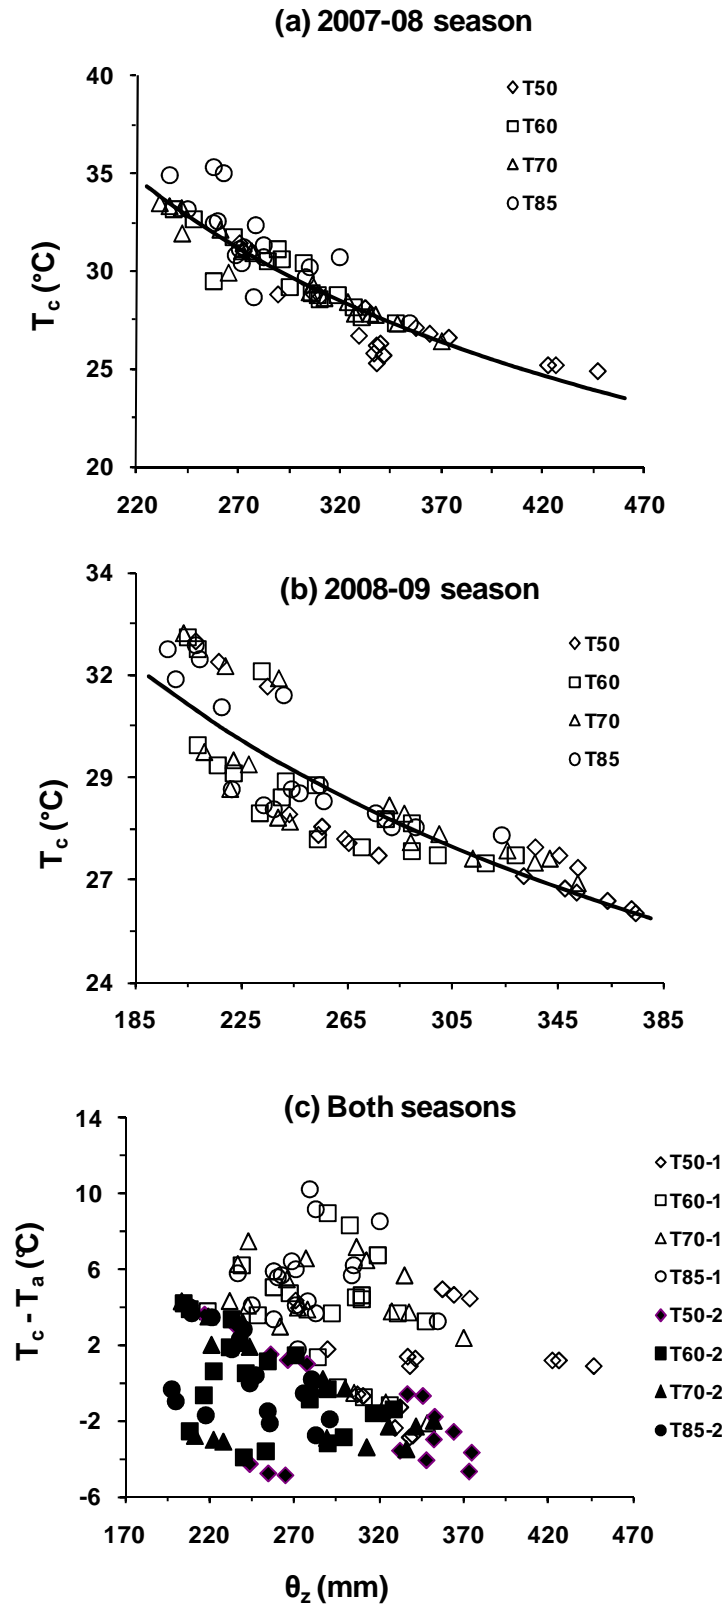 (a) 2007-08 season
40
35
30
25
20
T50
T60
T70
T85
Tc (°C)
220 270 320 370 420 470
(b) 2008-09 season
34
32
29
27
24
T50
T60
T70
T85
Tc (°C)
185 225 265 305 345 385
(c) Both seasons
14
10
6
2
-2
-6
T50-1
T60-1
T70-1
T85-1
T50-2
T60-2
T70-2
T85-2
Tc - Ta (°C)
170 220 270 320 370 420 470
θz (mm)